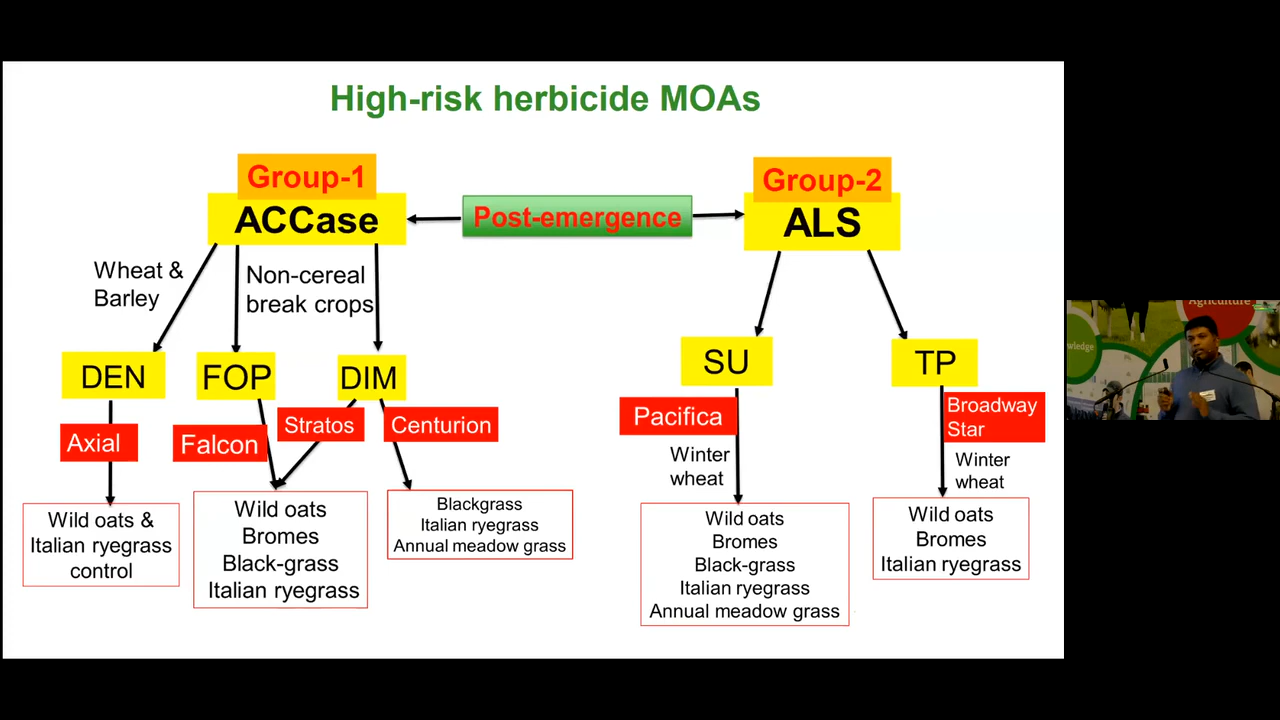 High-risk herbicide MOAs
Group-1
ACCase
Post-emergence
Group-2
ALS
Wheat &
Barley
Non-cereal
break crops
DEN
FOP
DIM
SU
TP
Axial
Falcon
Stratos
Centurion
Pacifica
Broadway
Star
Winter
wheat
Winter
wheat
Wild oats &
Italian ryegrass
control
Wild oats
Bromes
Black-grass
Italian ryegrass
Blackgrass
Italian ryegrass
Annual meadow grass
Wild oats
Bromes
Black-grass
Italian ryegrass
Annual meadow grass
Wild oats
Bromes
Italian ryegrass
Agriculture
wledge